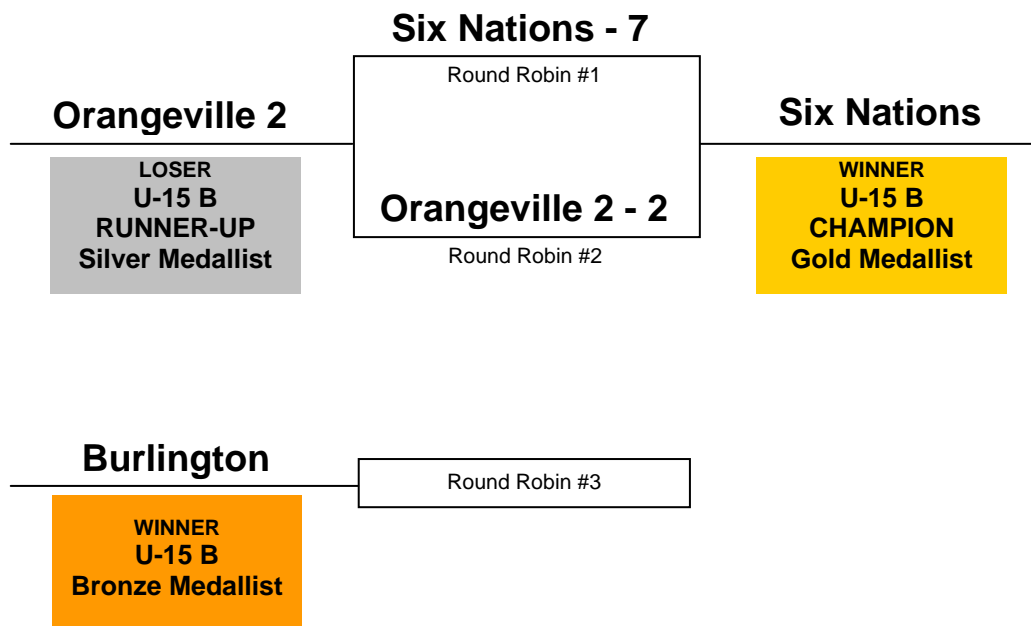 Six Nations - 7
Round Robin #1
Orangeville 2
Six Nations
LOSER
U-15 B
RUNNER-UP
Silver Medallist
Orangeville 2 - 2
Round Robin #2
WINNER
U-15 B
CHAMPION
Gold Medallist
Burlington
Round Robin #3
WINNER
U-15 B
Bronze Medallist